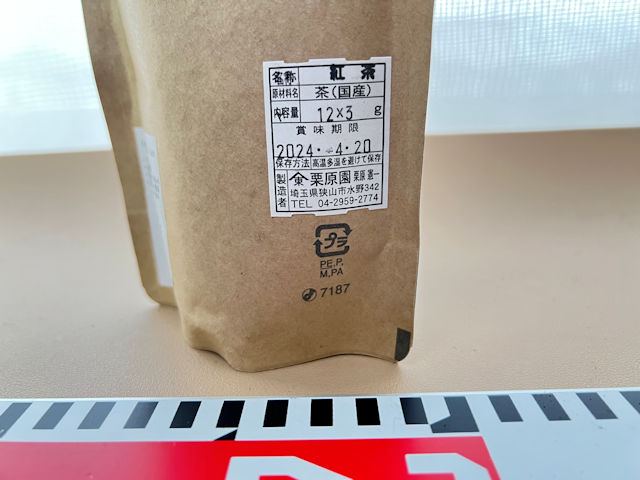 名称 紅茶
原材料名 茶(国産)
内容量 12×3 g
賞味期限
2024. 4.20
保存方法 高温多湿を避けて保存
製造者 栗原園 栗原憲一
埼玉県狭山市水野342
TEL 04-2959-2774
プラ
PE,P,
M,PA
7187